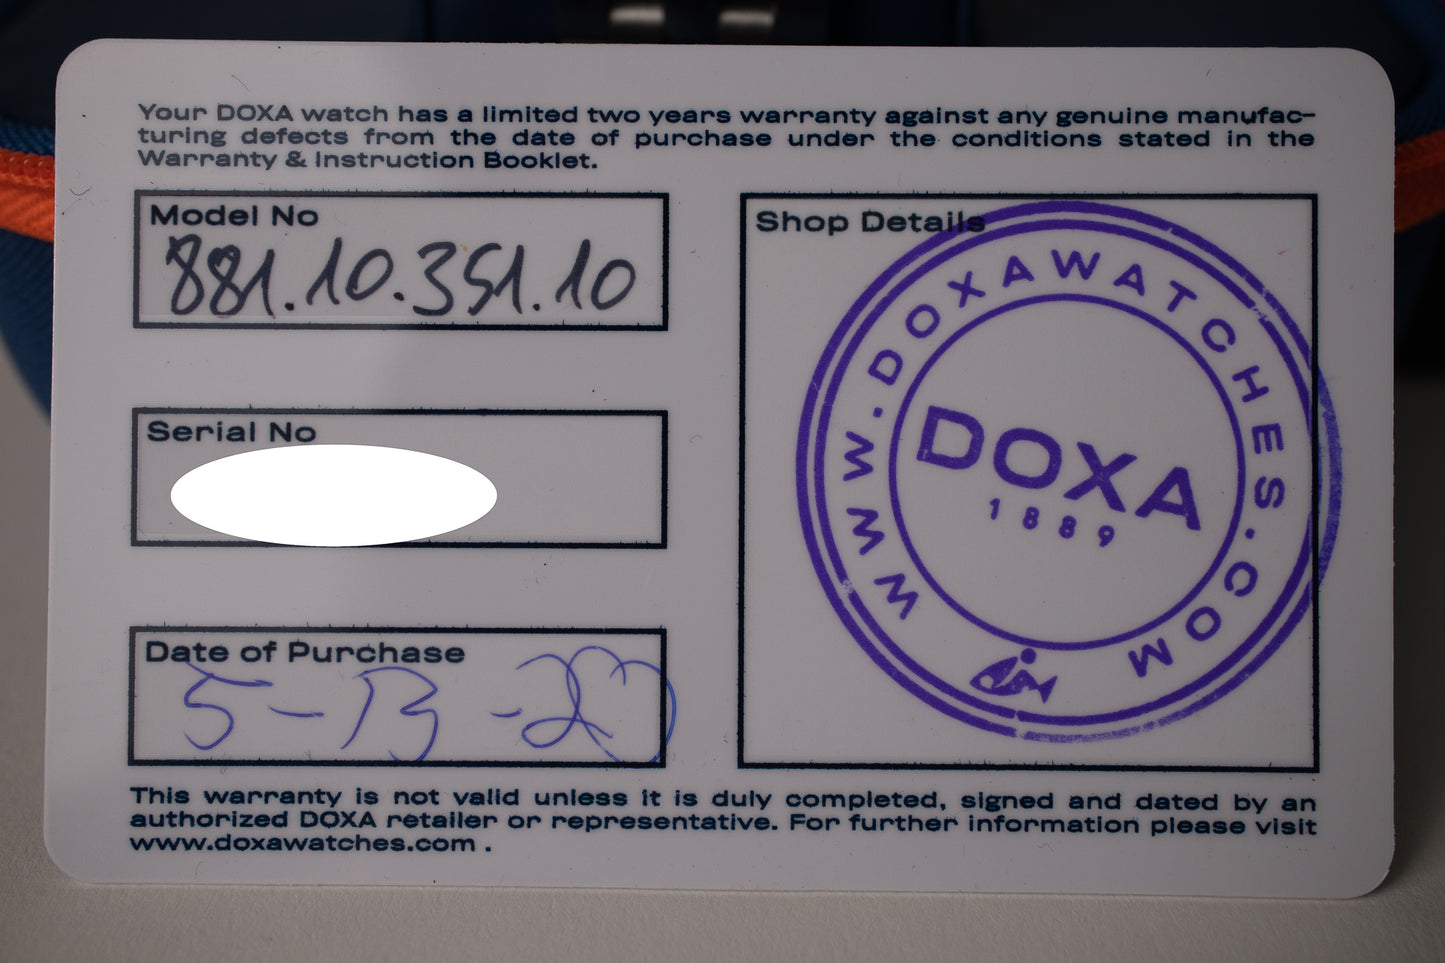 Your DOXA watch has a limited two years warranty against any genuine manufac-
turing defects from the date of purchase under the conditions stated in the
Warranty & Instruction Booklet.
Model No
881.10.351.10
Serial No
Date of Purchase
5-13-
Shop Details
WWW.DOXAWATCHES.COM
DOXA
1889
This warranty is not valid unless it is duly completed, signed and dated by an
authorized DOXA retailer or representative. For further information please visit
www.doxawatches.com .